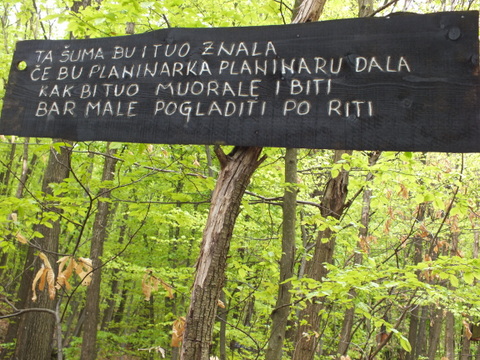 TA ŠUMA BU I TUO ZNALA
ČE BU PLANINARKA PLANINARU DALA
KAK BI TUO MUORALE I BITI
BAR MALE POGLADITI PO RITI